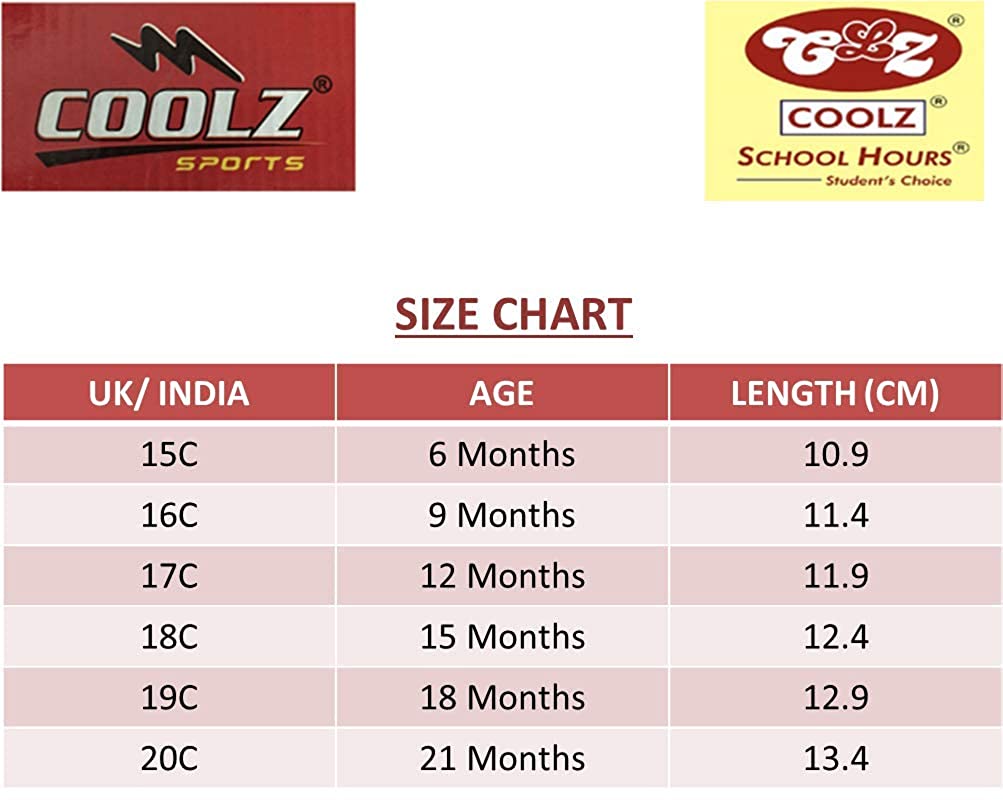 COOLZ®
SPORTS
CLZ®
COOLZ®
SCHOOL HOURS®
Student's Choice
SIZE CHART
UK/ INDIA AGE LENGTH (CM)
15C 6 Months 10.9
16C 9 Months 11.4
17C 12 Months 11.9
18C 15 Months 12.4
19C 18 Months 12.9
20C 21 Months 13.4